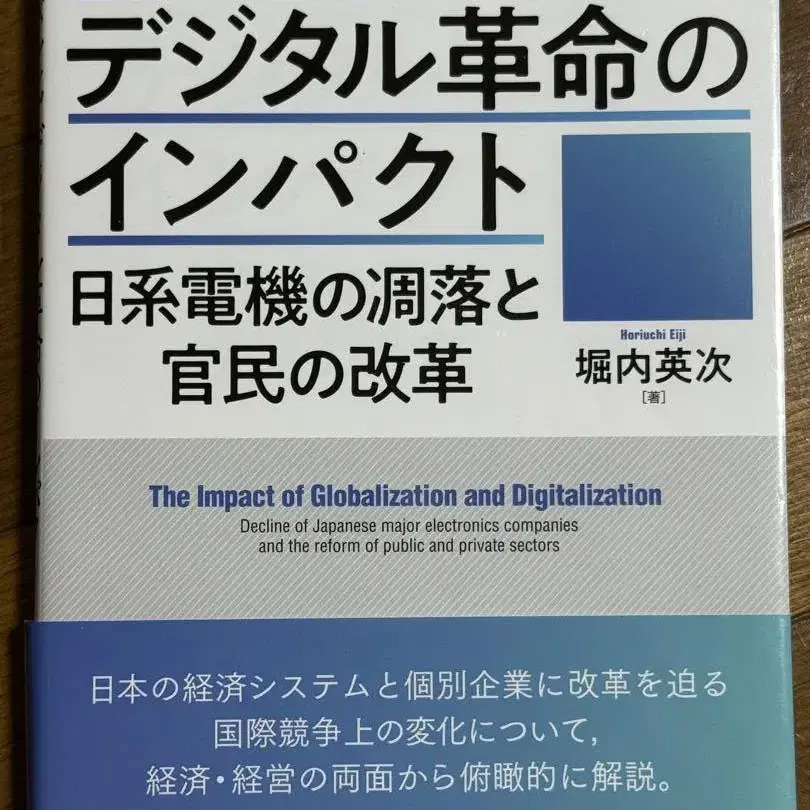 デジタル革命の
インパクト
日系電機の凋落と
官民の改革
Horiuchi Eiji
堀内英次
[著]
The Impact of Globalization and Digitalization
Decline of Japanese major electronics companies
and the reform of public and private sectors
日本の経済システムと個別企業に改革を迫る
国際競争上の変化について,
経済・経営の両面から俯瞰的に解説。